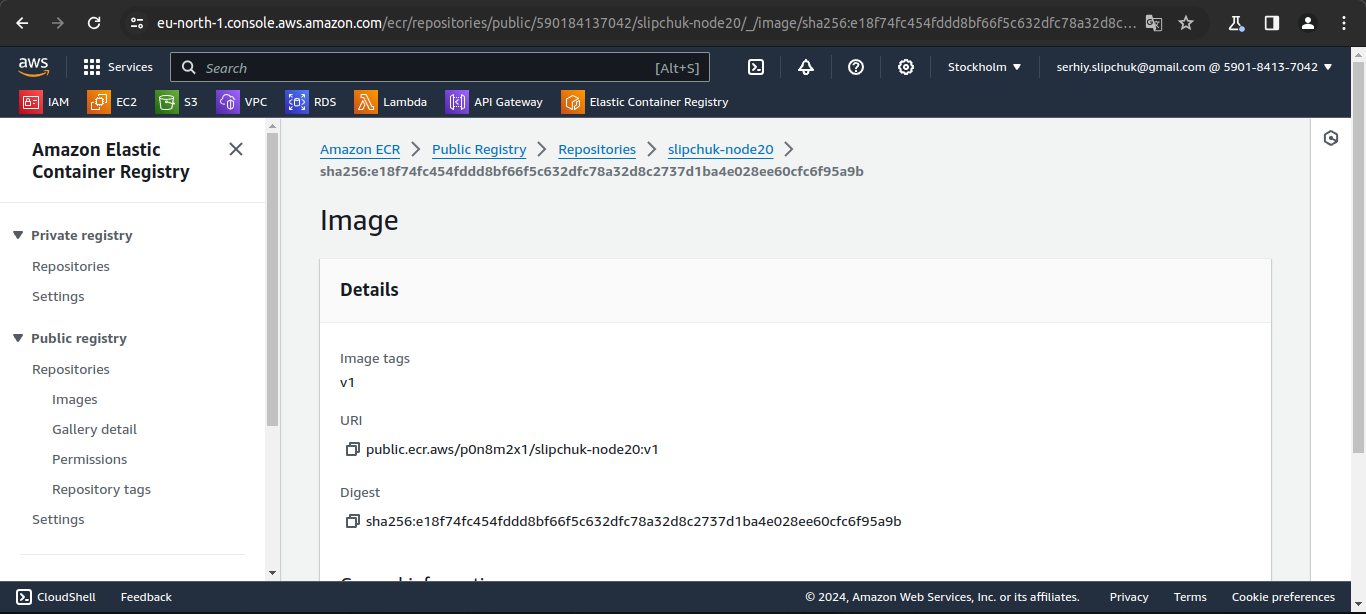 eu-north-1.console.aws.amazon.com/ecr/repositories/public/590184137042/slipchuk-node20/_/image/sha256:e18f74fc454fddd8bf66f5c632dfc78a32d8c...
aws
Services
Search
[Alt+S]
Stockholm
serhiy.slipchuk@gmail.com @ 5901-8413-7042
IAM
EC2
S3
VPC
RDS
Lambda
API Gateway
Elastic Container Registry
Amazon Elastic
Container Registry
Private registry
Repositories
Settings
Public registry
Repositories
Images
Gallery detail
Permissions
Repository tags
Settings
Amazon ECR
Public Registry
Repositories
slipchuk-node20
sha256:e18f74fc454fddd8bf66f5c632dfc78a32d8c2737d1ba4e028ee60cfc6f95a9b
Image
Details
Image tags
v1
URI
public.ecr.aws/p0n8m2x1/slipchuk-node20:v1
Digest
sha256:e18f74fc454fddd8bf66f5c632dfc78a32d8c2737d1ba4e028ee60cfc6f95a9b
CloudShell
Feedback
© 2024, Amazon Web Services, Inc. or its affiliates.
Privacy
Terms
Cookie preferences